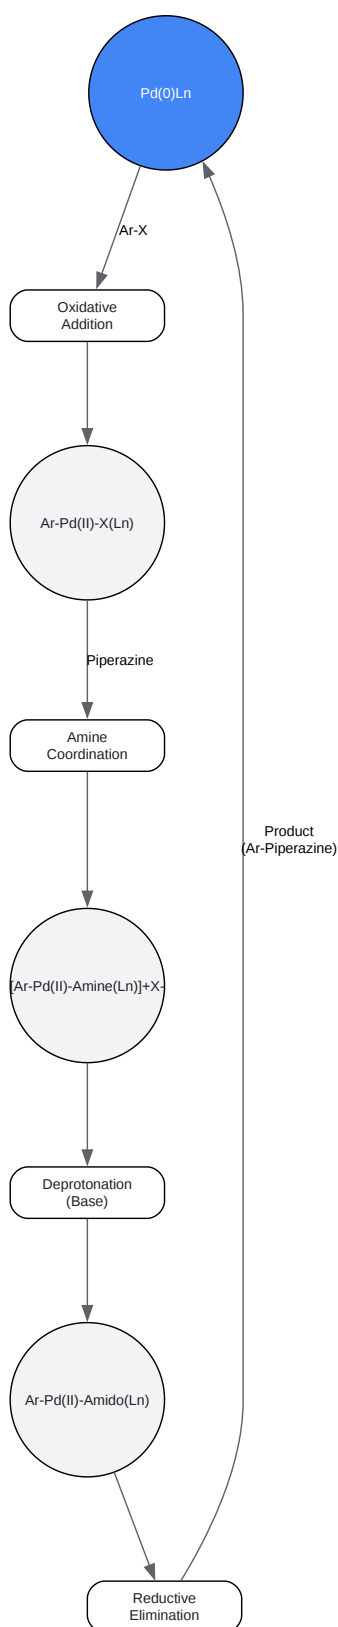 Pd(0)Ln
Ar-X
Oxidative
Addition
Ar-Pd(II)-X(Ln)
Piperazine
Amine
Coordination
Product
(Ar-Piperazine)
[Ar-Pd(II)-Amine(Ln)]+X-
Deprotonation
(Base)
Ar-Pd(II)-Amido(Ln)
Reductive
Elimination